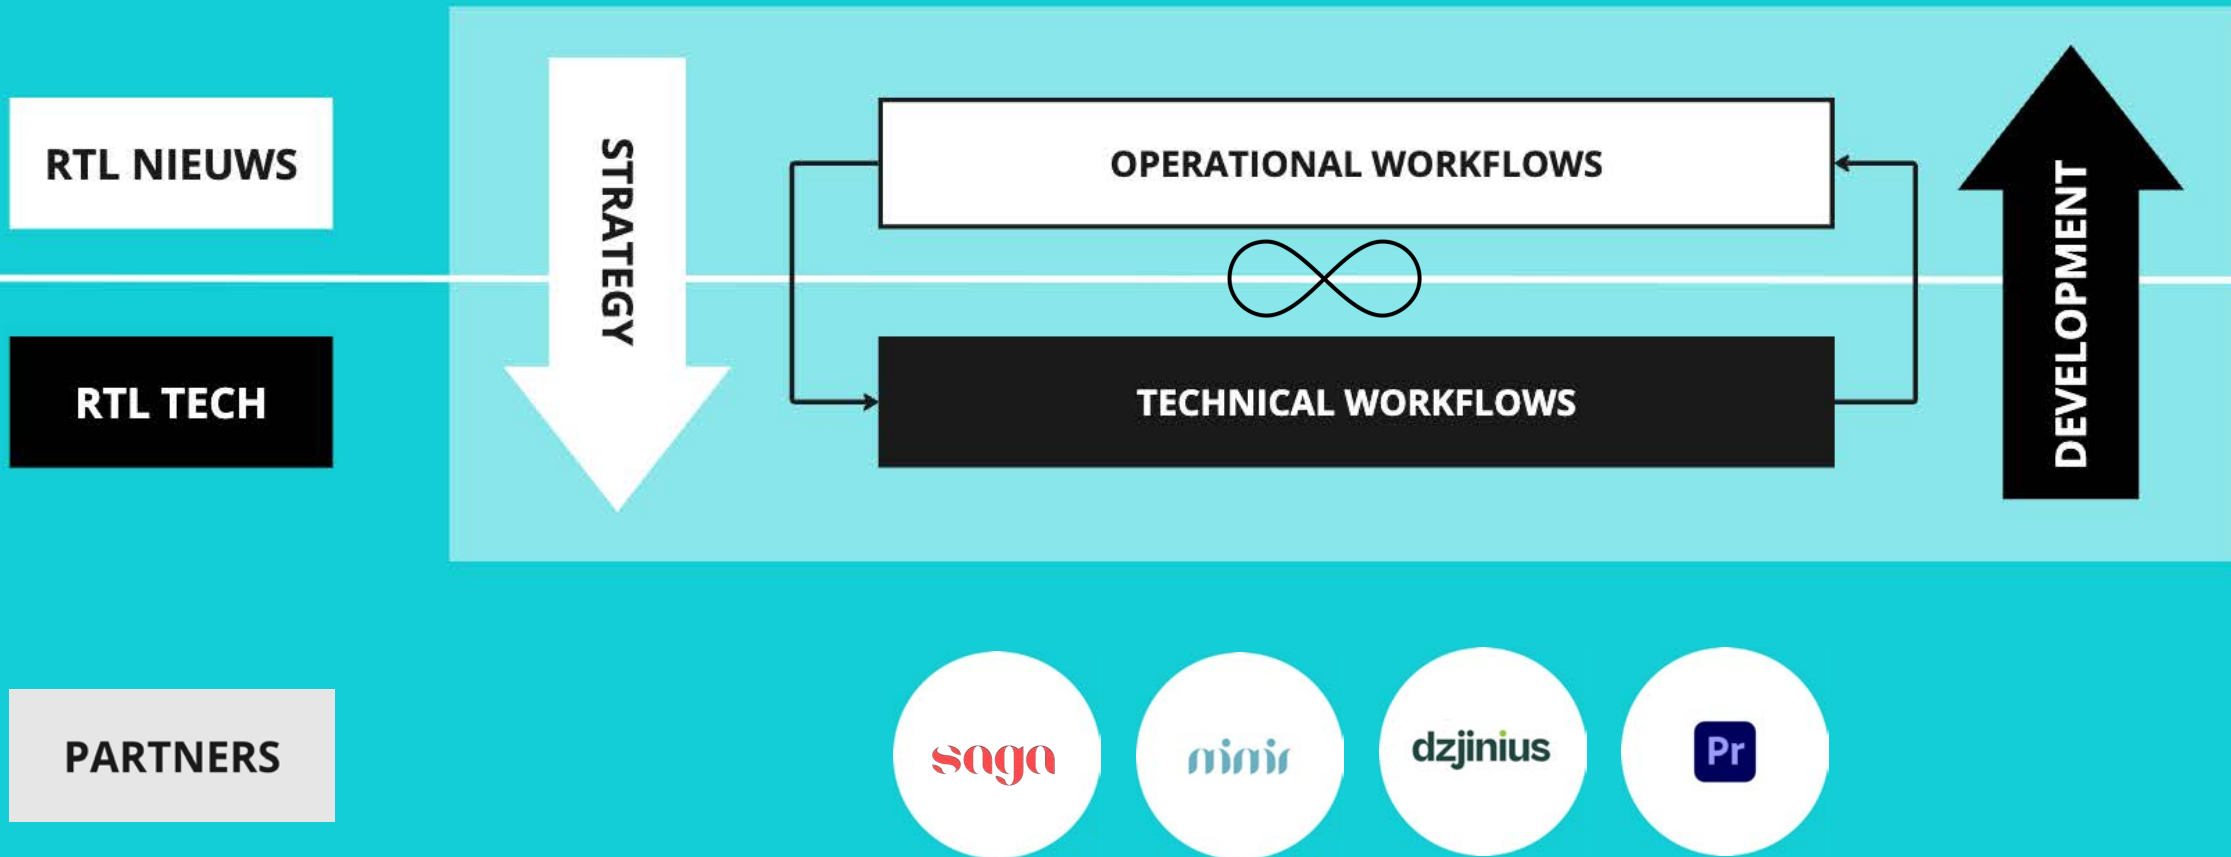 RTL NIEUWS
STRATEGY
OPERATIONAL WORKFLOWS
DEVELOPMENT
RTL TECH
TECHNICAL WORKFLOWS
PARTNERS
saga
mimir
dzjinius
Pr